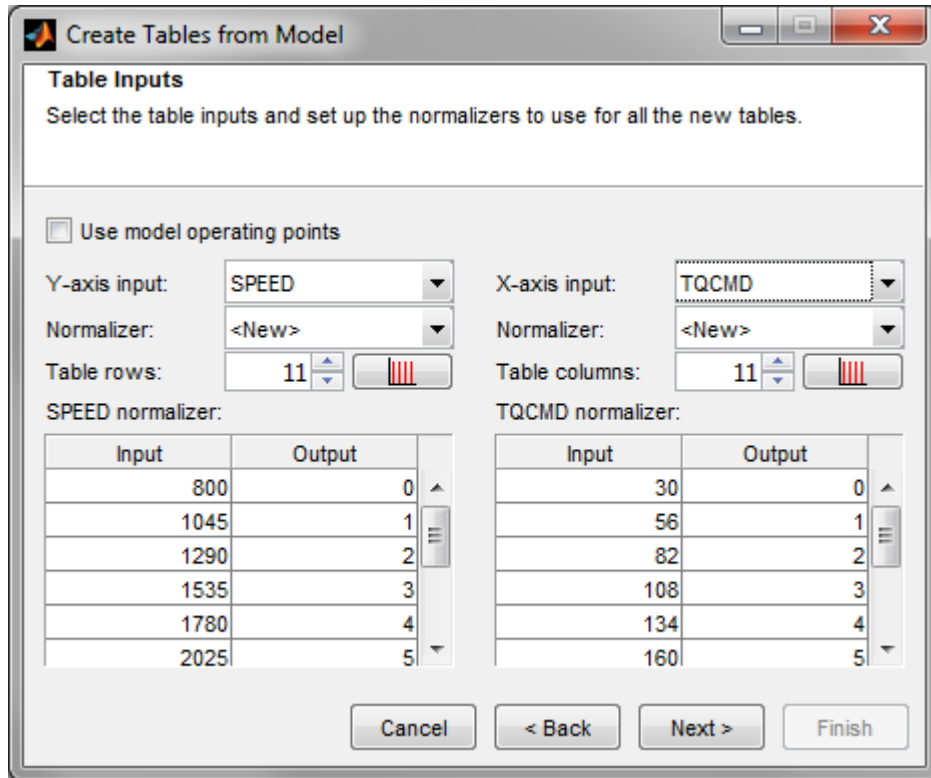 Create Tables from Model
Table Inputs
Select the table inputs and set up the normalizers to use for all the new tables.
Use model operating points
Y-axis input: SPEED X-axis input: TQCMD
Normalizer: <New> Normalizer: <New>
Table rows: 11 Table columns: 11
SPEED normalizer: TQCMD normalizer:
Input Output Input Output
800 0 30 0
1045 1 56 1
1290 2 82 2
1535 3 108 3
1780 4 134 4
2025 5 160 5
Cancel < Back Next > Finish